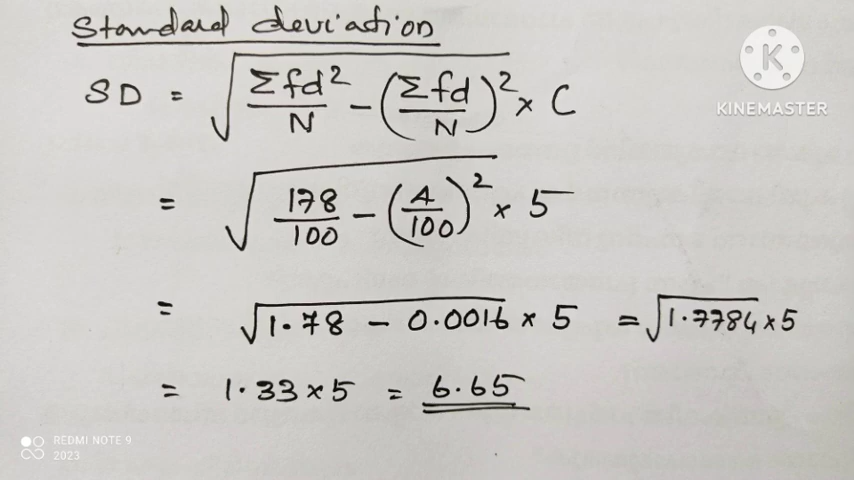 Standard deviation
SD = √(Σfd²/N − (Σfd/N)²) × C
KINEMASTER
= √(178/100 − (4/100)²) × 5
= √(1.78 − 0.0016) × 5 = √1.7784 × 5
= 1.33 × 5 = 6.65
REDMI NOTE 9
2023